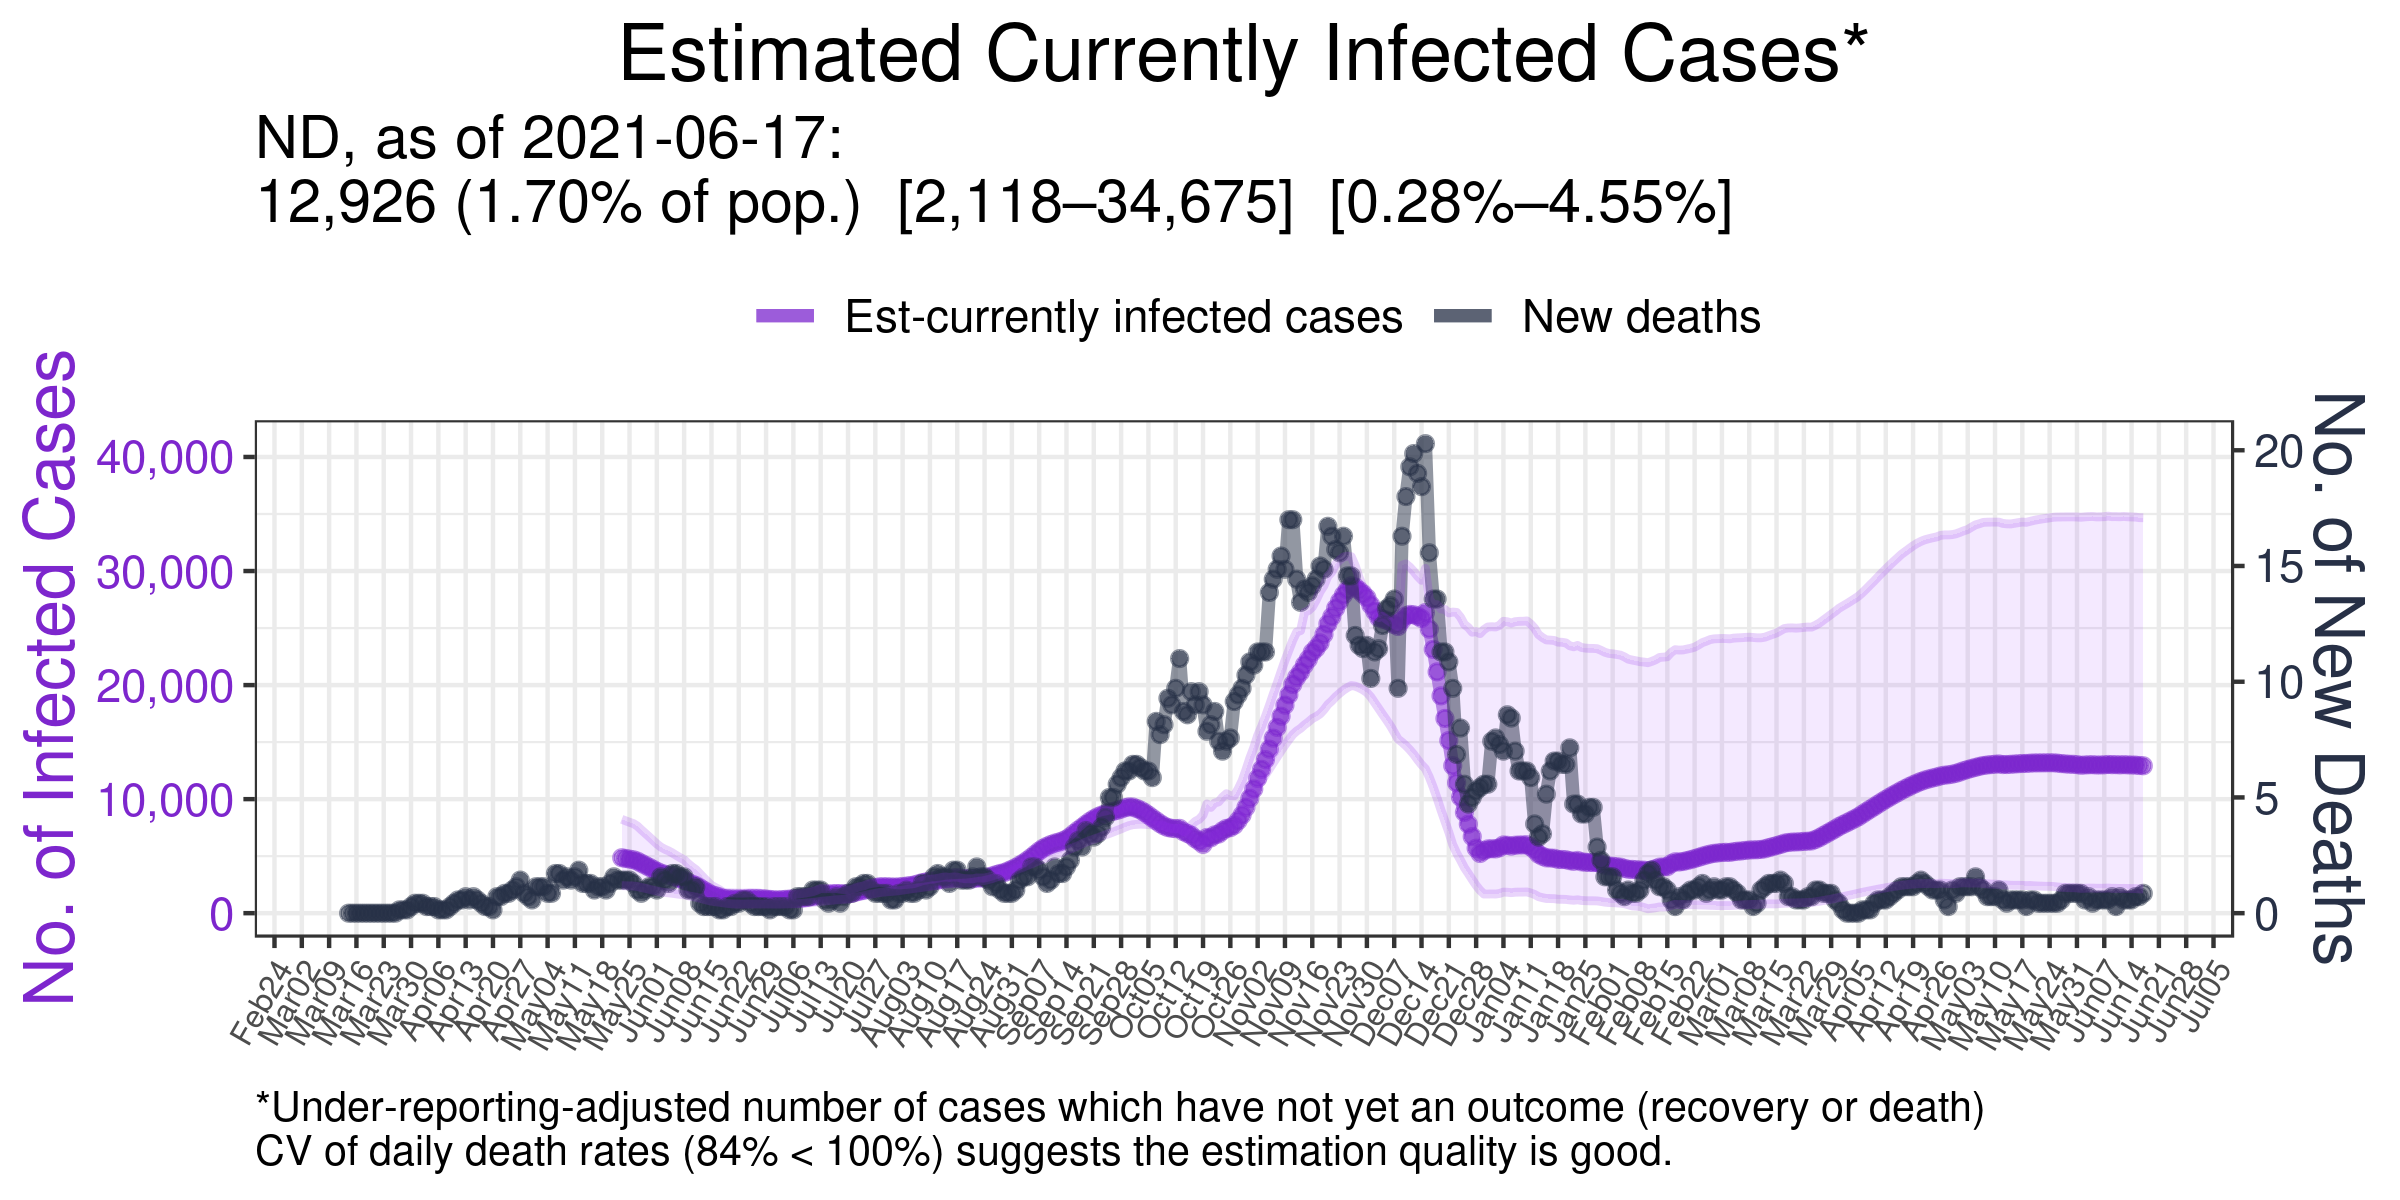 Estimated Currently Infected Cases*
ND, as of 2021-06-17:
12,926 (1.70% of pop.)  [2,118–34,675]  [0.28%–4.55%]
Est-currently infected cases
New deaths
No. of Infected Cases
40,000
30,000
20,000
10,000
0
20
15
10
5
0
No. of New Deaths
Feb24
Mar02
Mar09
Mar16
Mar23
Mar30
Apr06
Apr13
Apr20
Apr27
May04
May11
May18
May25
Jun01
Jun08
Jun15
Jun22
Jun29
Jul06
Jul13
Jul20
Jul27
Aug03
Aug10
Aug17
Aug24
Aug31
Sep07
Sep14
Sep21
Sep28
Oct05
Oct12
Oct19
Oct26
Nov02
Nov09
Nov16
Nov23
Nov30
Dec07
Dec14
Dec21
Dec28
Jan04
Jan11
Jan18
Jan25
Feb01
Feb08
Feb15
Feb22
Mar01
Mar08
Mar15
Mar22
Mar29
Apr05
Apr12
Apr19
Apr26
May03
May10
May17
May24
May31
Jun07
Jun14
Jun21
Jun28
Jul05
*Under-reporting-adjusted number of cases which have not yet an outcome (recovery or death)
CV of daily death rates (84% < 100%) suggests the estimation quality is good.